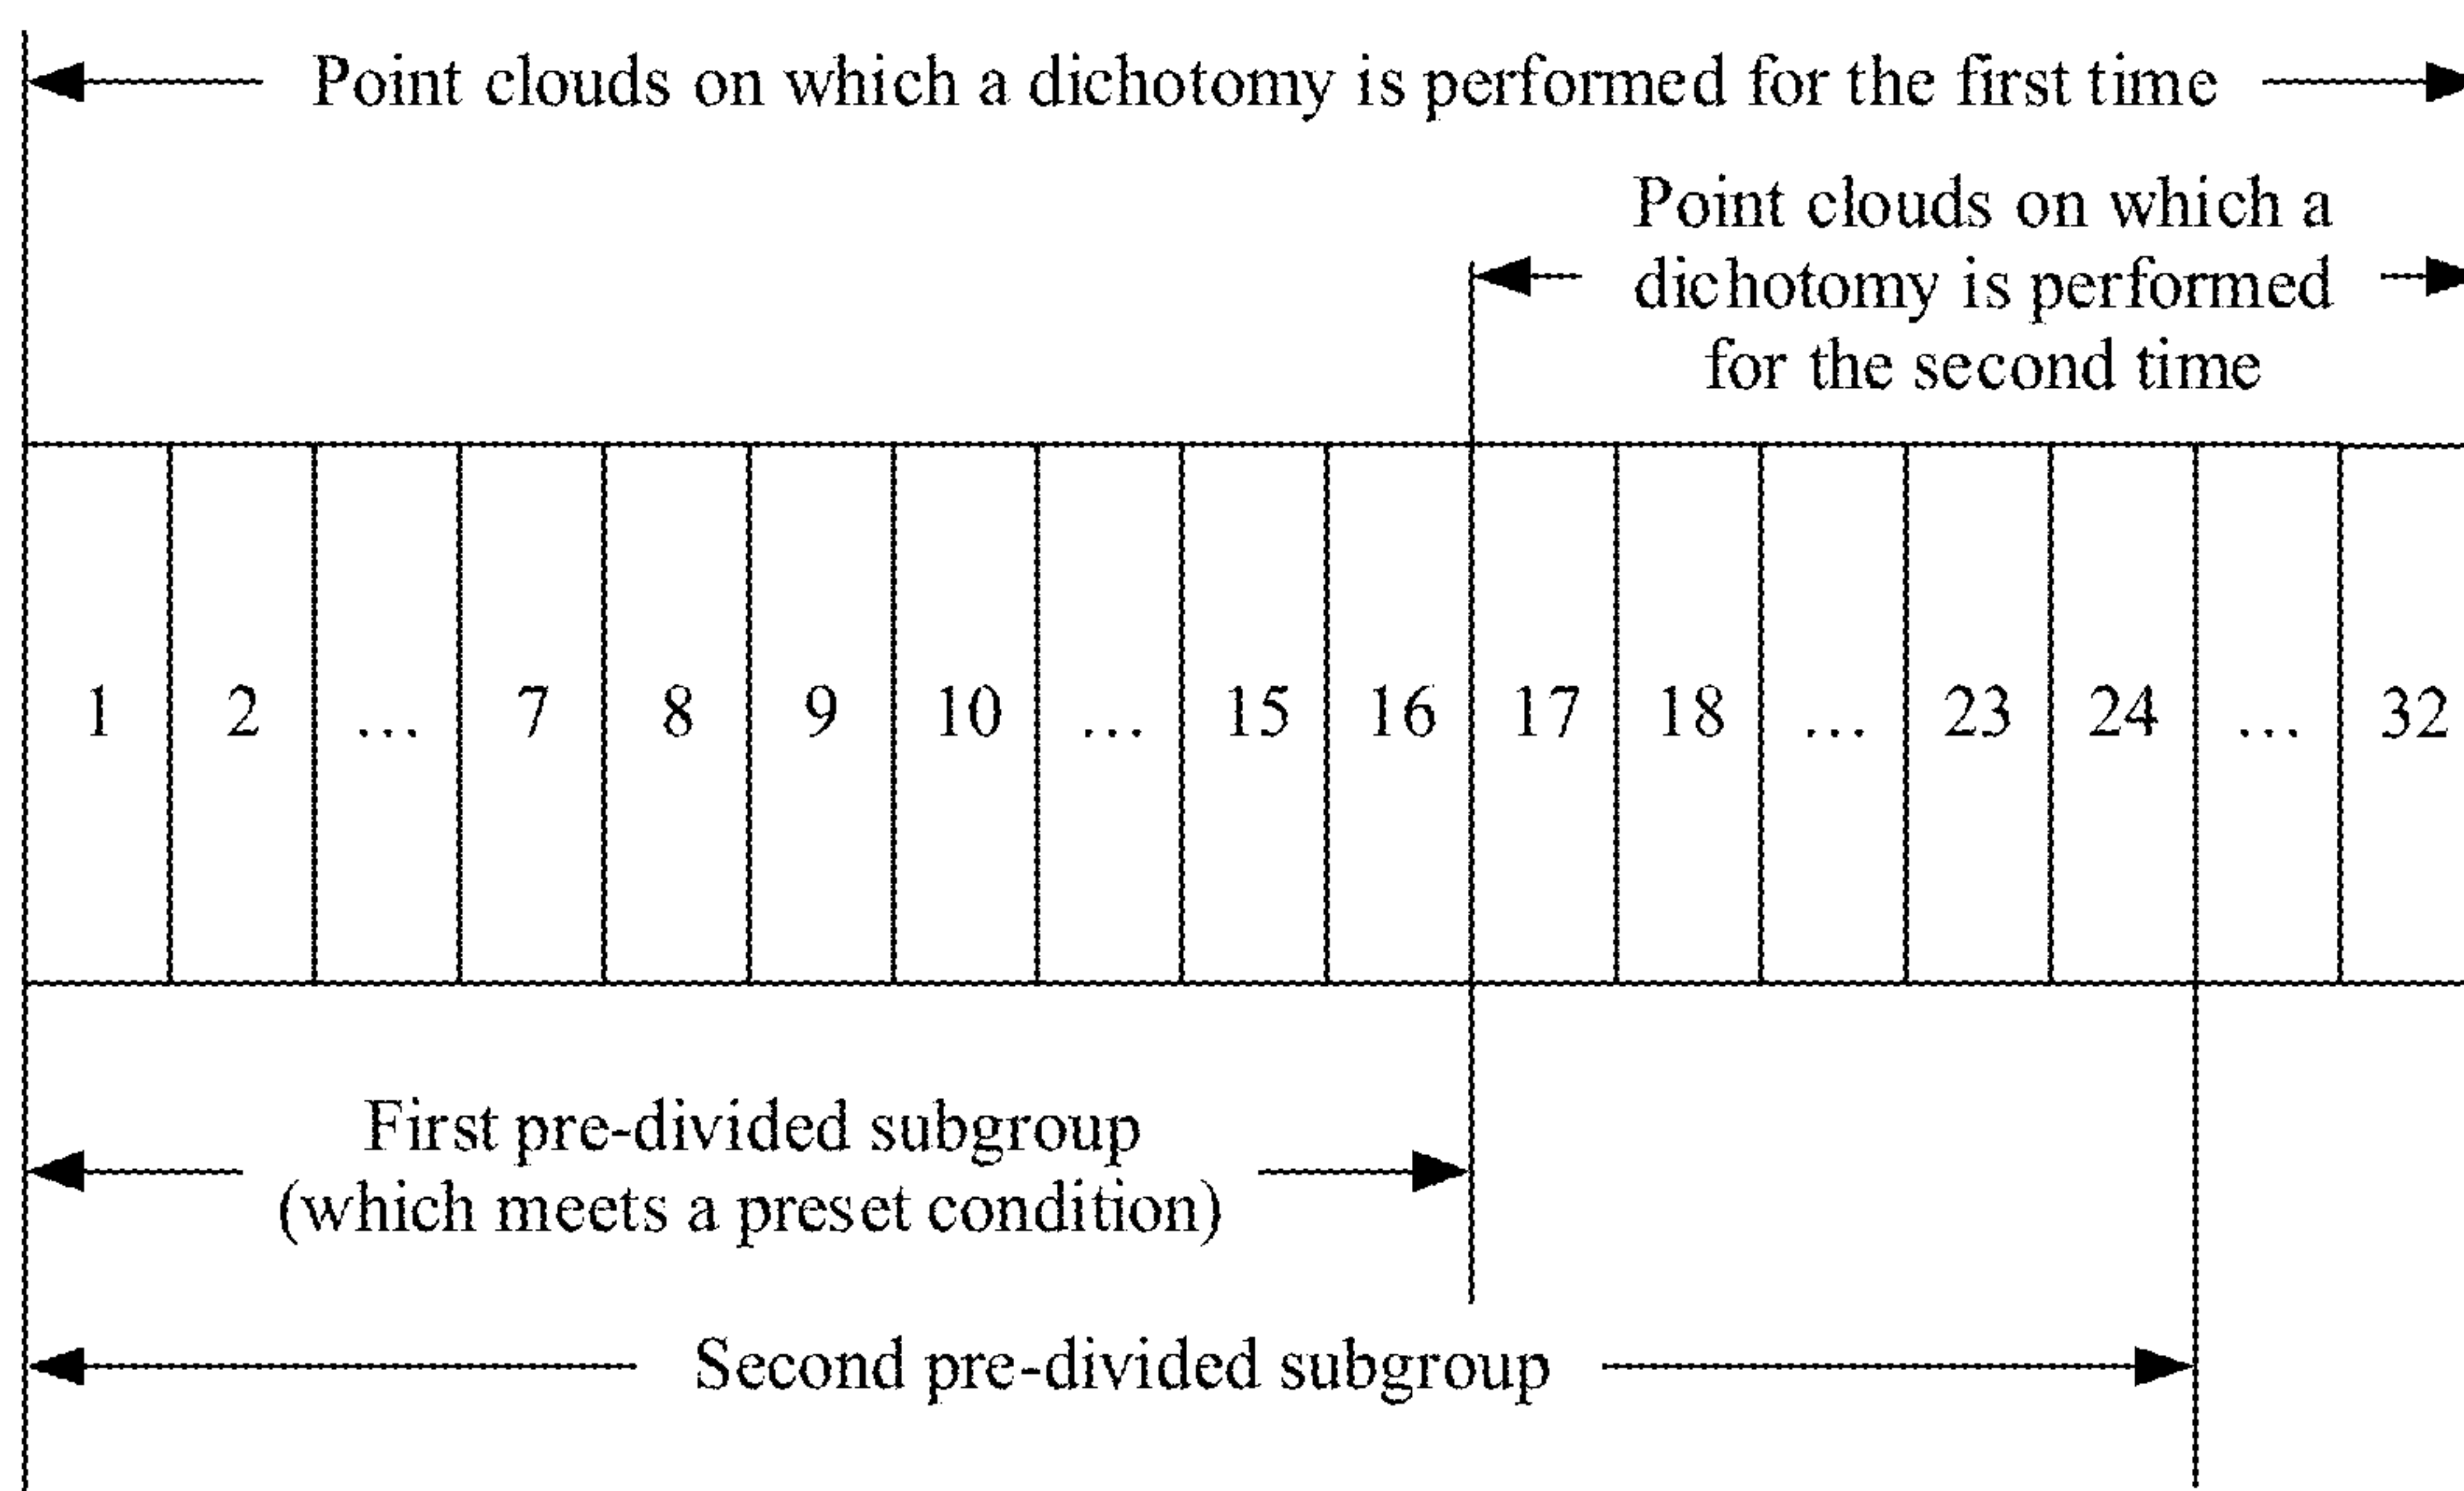 Point clouds on which a dichotomy is performed for the first time
Point clouds on which a
dichotomy is performed
for the second time
1 2 ... 7 8 9 10 ... 15 16 17 18 ... 23 24 ... 32
First pre-divided subgroup
(which meets a preset condition)
Second pre-divided subgroup